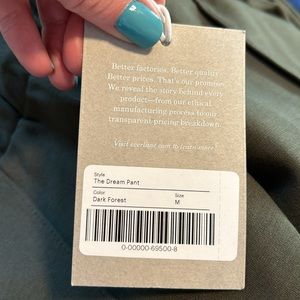 Better factories. Better quality.
Better prices. That's our promise.
We reveal the story behind every
product—from our ethical
manufacturing process to our
transparent-pricing breakdown.
Visit everlane.com to learn more.
Style
The Dream Pant
Color
Size
Dark Forest
M
0-00000-69500-8